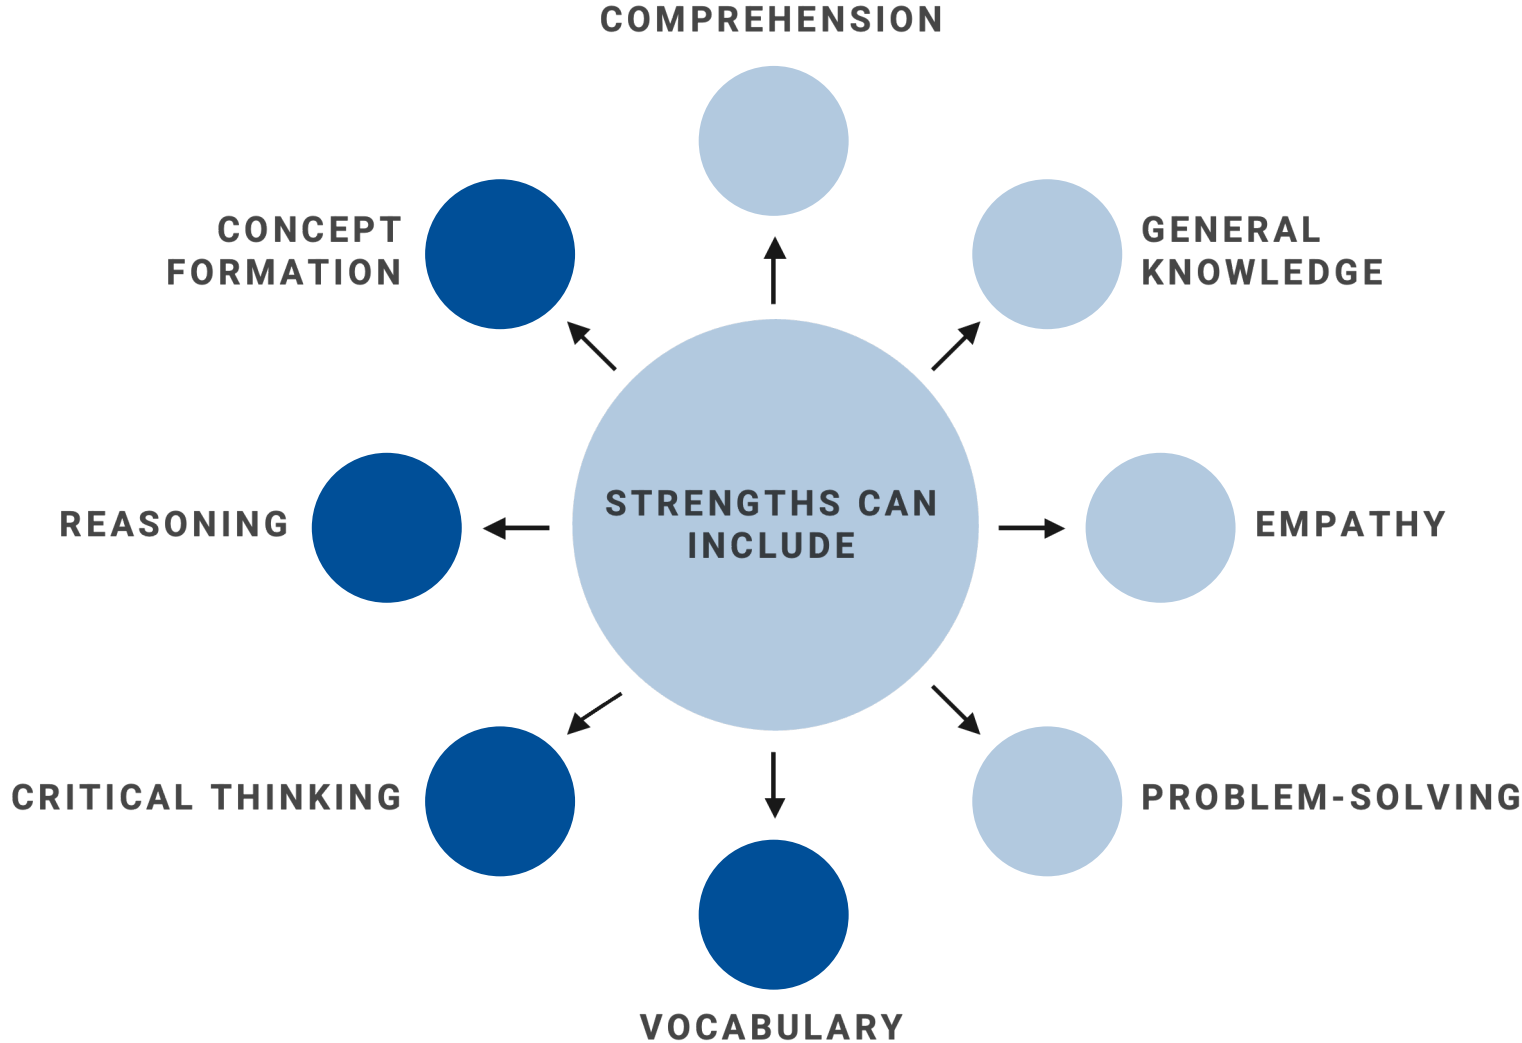 COMPREHENSION
GENERAL
KNOWLEDGE
EMPATHY
PROBLEM-SOLVING
VOCABULARY
CRITICAL THINKING
REASONING
CONCEPT
FORMATION
STRENGTHS CAN
INCLUDE